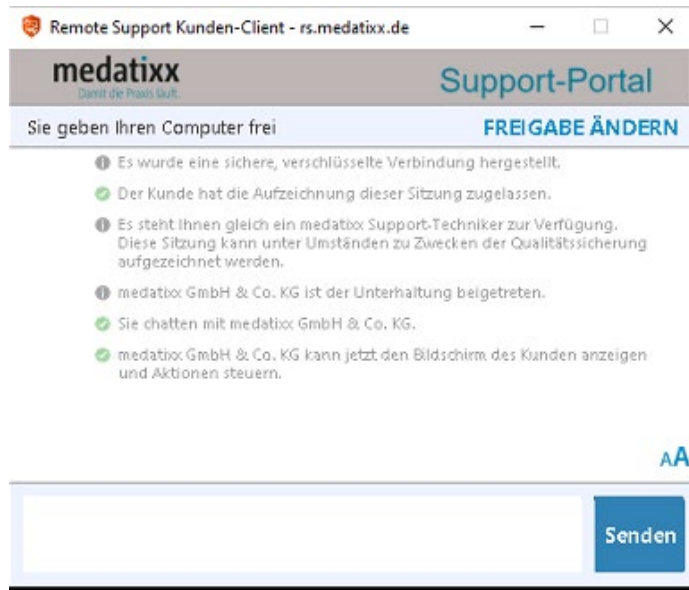 Remote Support Kunden-Client - rs.medatixx.de
medatixx
Damit die Praxis läuft.
Support-Portal
Sie geben Ihren Computer frei
FREIGABE ÄNDERN
Es wurde eine sichere, verschlüsselte Verbindung hergestellt.
Der Kunde hat die Aufzeichnung dieser Sitzung zugelassen.
Es steht Ihnen gleich ein medatixx Support-Techniker zur Verfügung.
Diese Sitzung kann unter Umständen zu Zwecken der Qualitätssicherung
aufgezeichnet werden.
medatixx GmbH & Co. KG ist der Unterhaltung beigetreten.
Sie chatten mit medatixx GmbH & Co. KG.
medatixx GmbH & Co. KG kann jetzt den Bildschirm des Kunden anzeigen
und Aktionen steuern.
AA
Senden